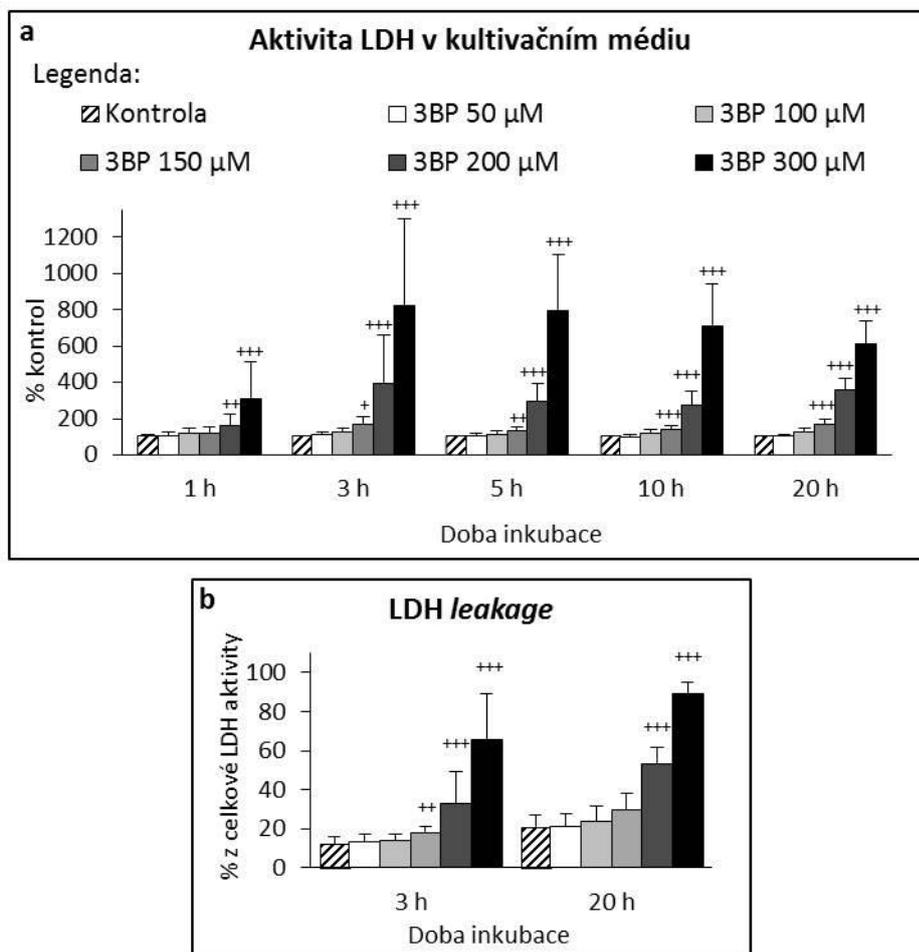 a
Aktivita LDH v kultivačním médiu
Legenda:
Kontrola 3BP 50 µM 3BP 100 µM
3BP 150 µM 3BP 200 µM 3BP 300 µM
% kontrol
1200
1000
800
600
400
200
0
++ +++
+ +++ +++
++ +++ +++
+++ +++ +++
+++ +++ +++
1 h 3 h 5 h 10 h 20 h
Doba inkubace
b
LDH leakage
% z celkové LDH aktivity
100
80
60
40
20
0
++ +++ +++
+++ +++
3 h 20 h
Doba inkubace